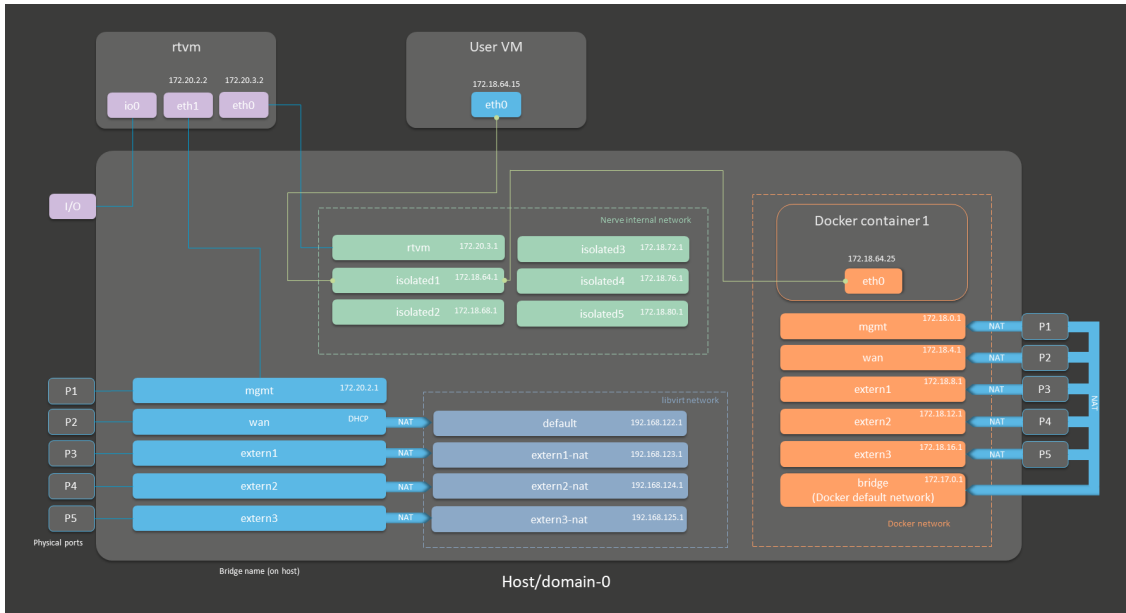 rtvm
172.20.2.2
172.20.3.2
io0
eth1
eth0
User VM
172.18.64.15
eth0
I/O
Nerve internal network
rtvm
172.20.3.1
isolated1
172.18.64.1
isolated2
172.18.68.1
isolated3
172.18.72.1
isolated4
172.18.76.1
isolated5
172.18.80.1
Docker container 1
172.18.64.25
eth0
mgmt
172.18.0.1
NAT
P1
wan
172.18.4.1
NAT
P2
extern1
172.18.8.1
NAT
P3
extern2
172.18.12.1
NAT
P4
extern3
172.18.16.1
NAT
P5
NAT
bridge
(Docker default network)
172.17.0.1
Docker network
P1
mgmt
172.20.2.1
P2
wan
DHCP
NAT
P3
extern1
NAT
P4
extern2
NAT
P5
extern3
NAT
libvirt network
default
192.168.122.1
extern1-nat
192.168.123.1
extern2-nat
192.168.124.1
extern3-nat
192.168.125.1
Physical ports
Bridge name (on host)
Host/domain-0